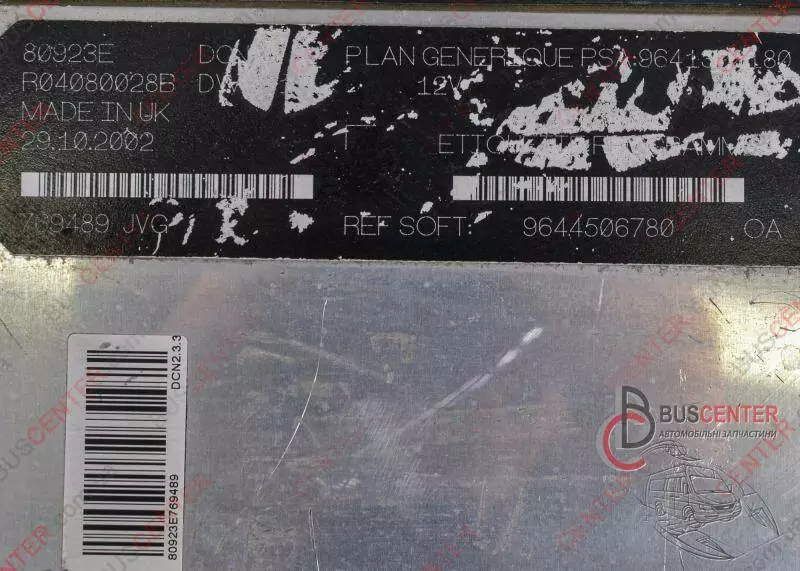 80923E PLAN GENERIQUE PSA:
R04080028B 12V
MADE IN UK
29.10.2002
JVG REF SOFT: 9644506780 OA
DCN2.3.3
80923E769489
BUSCENTER
АВТОМОБІЛЬНІ ЗАПЧАСТИНИ